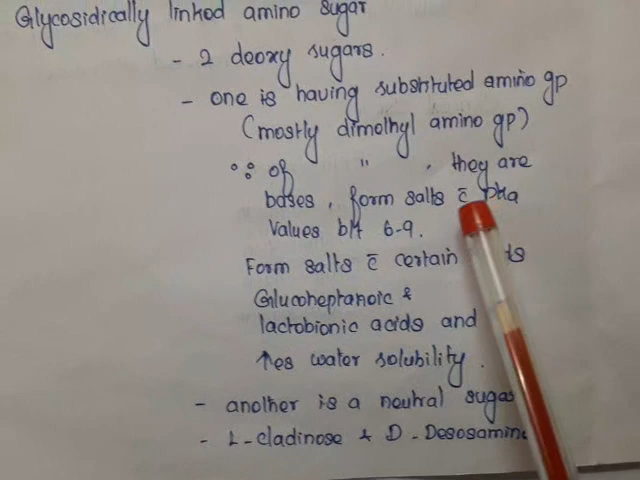 Glycosidically linked amino sugar
- 2 deoxy sugars.
- one is having substituted amino gp
(mostly dimethyl amino gp)
∵ of " , they are
bases, form salts c̄ pka
Values b/t 6-9.
Form salts c̄ certain
Glucoheptanoic &
lactobionic acids and
↑es water solubility.
- another is a neutral sugar
- L-cladinose & D-Desosamine